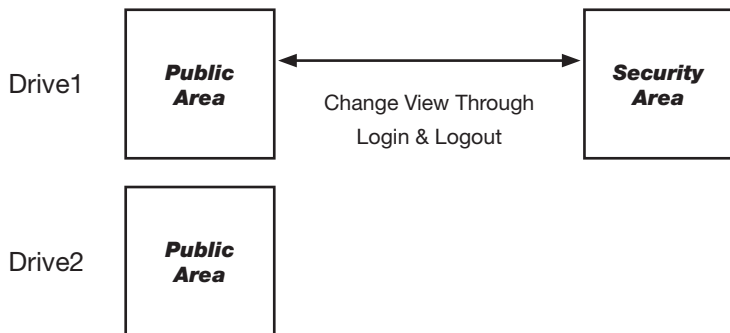 Drive1
Public
Area
Change View Through
Login & Logout
Security
Area
Drive2
Public
Area